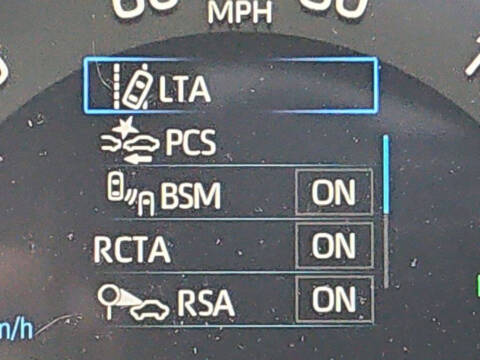 MPH
LTA
PCS
BSM ON
RCTA ON
RSA ON